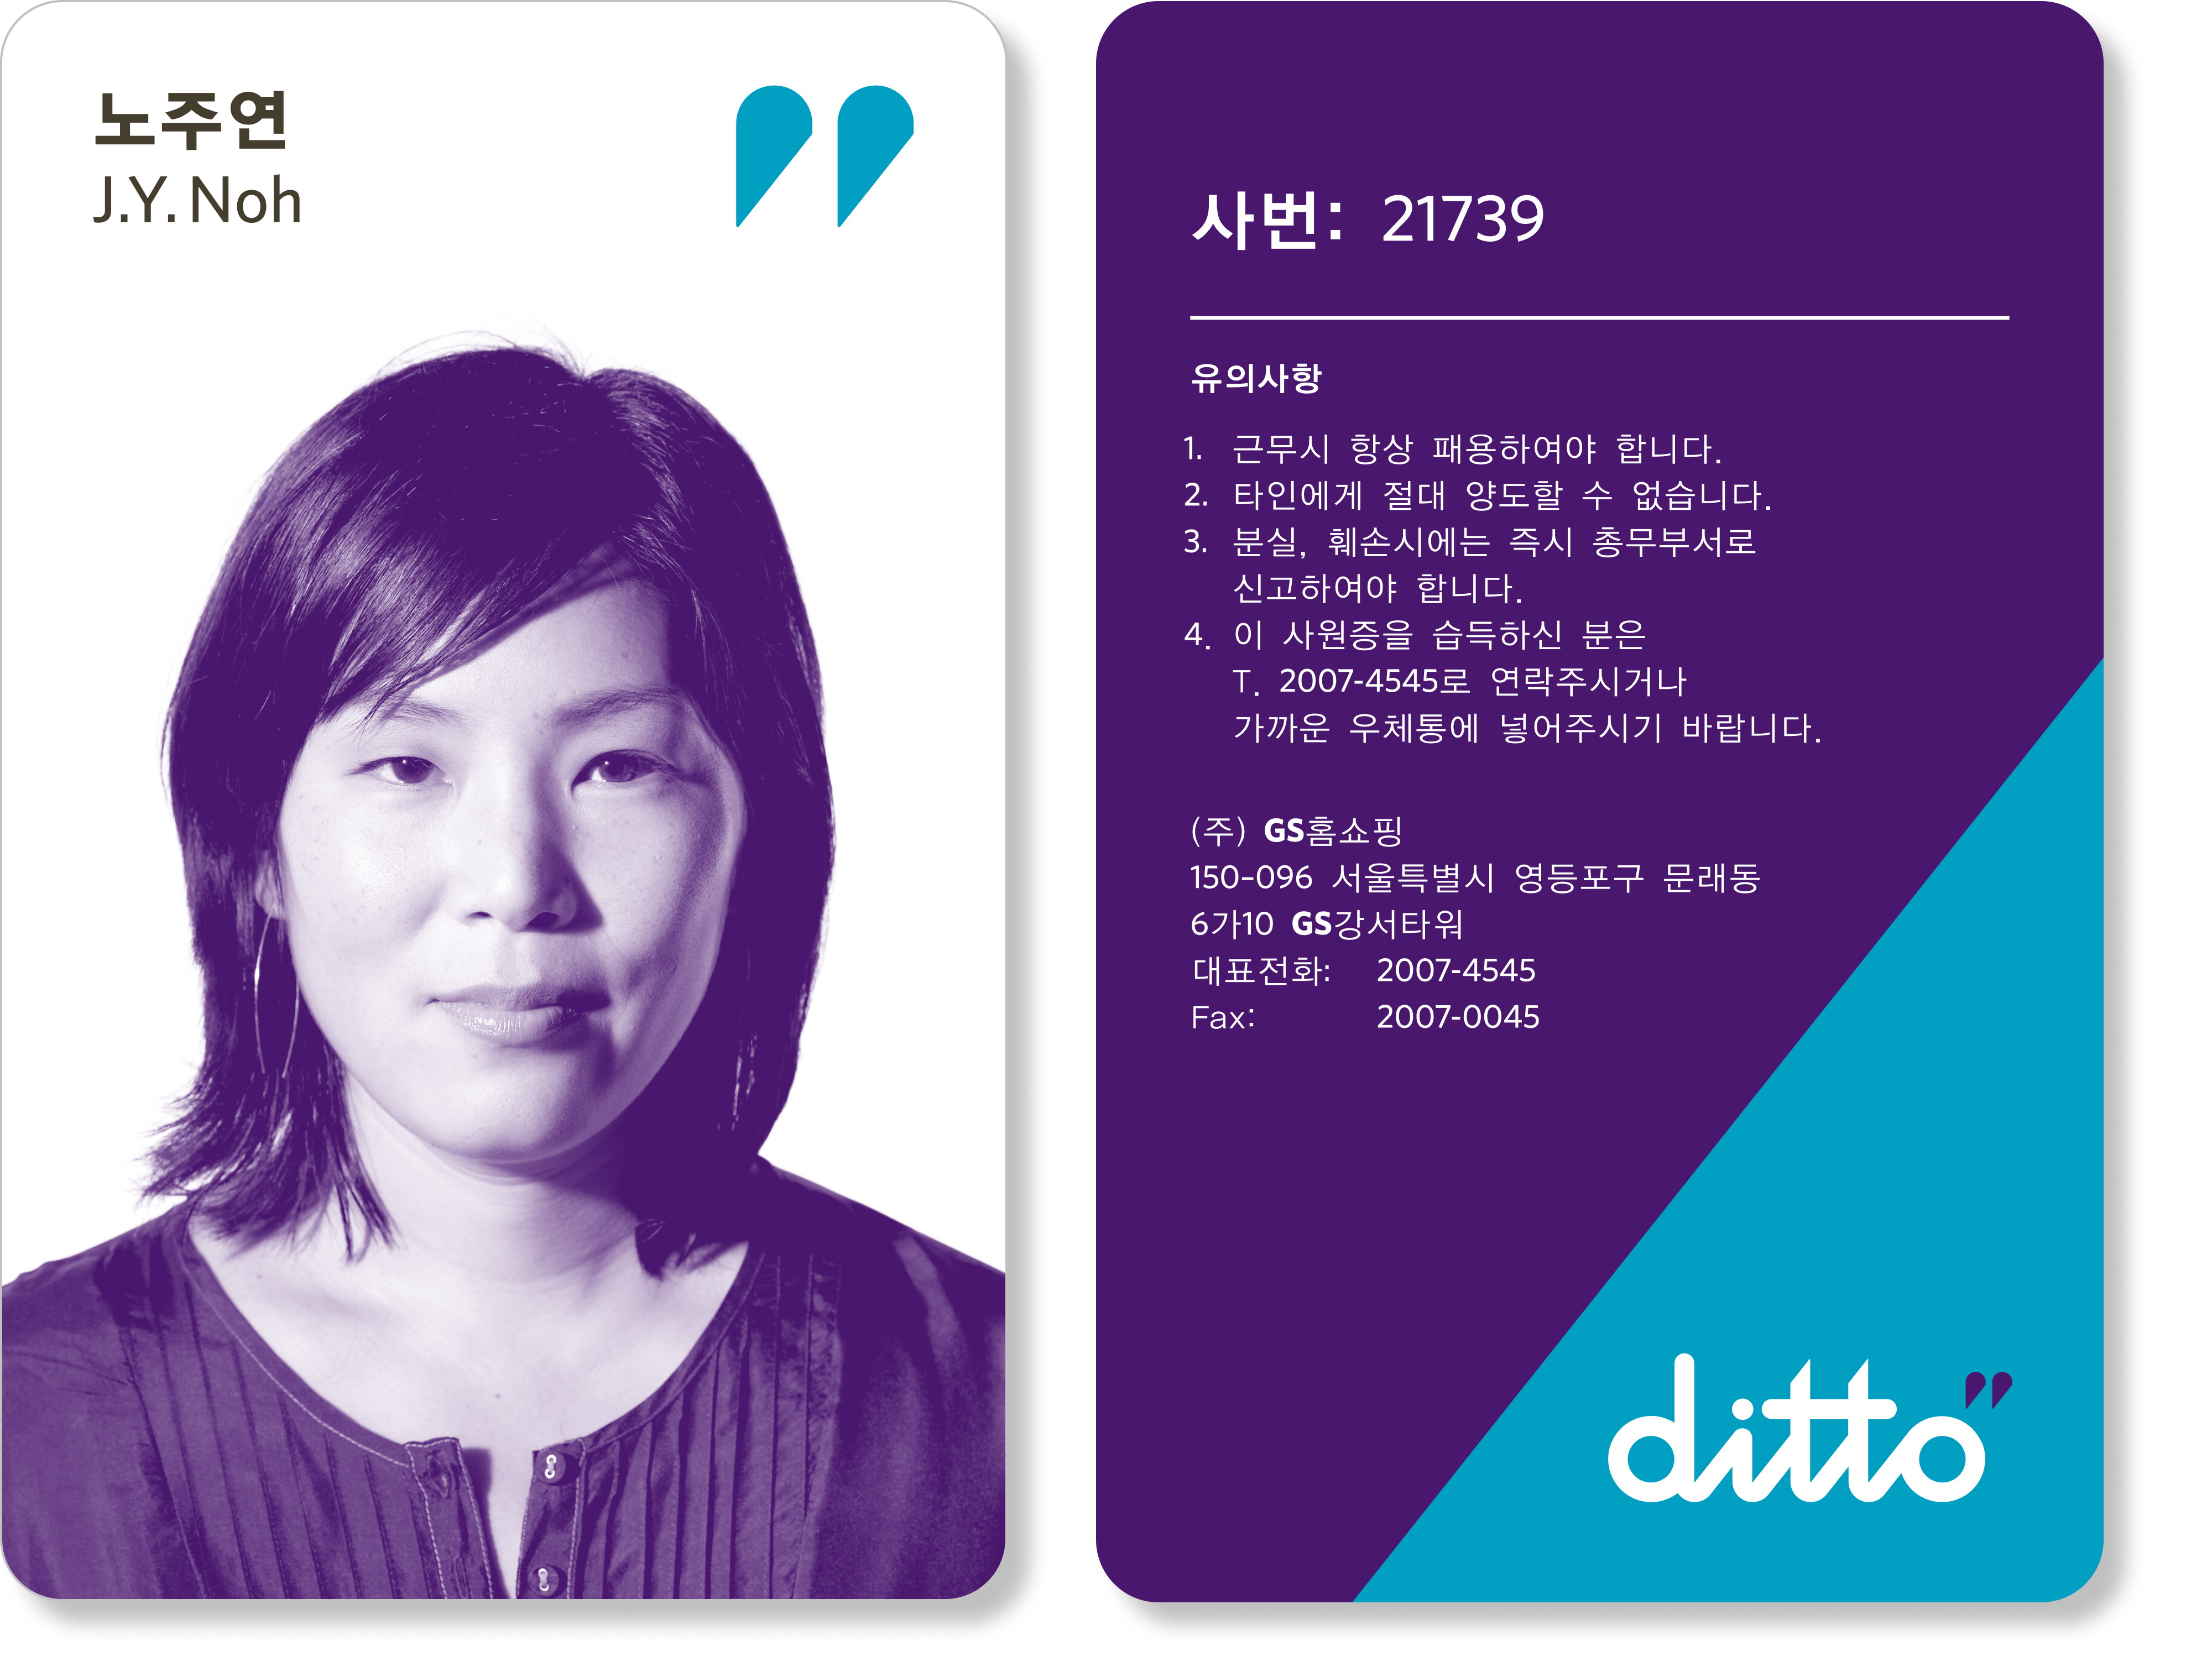 노주연
J.Y. Noh
사번: 21739
유의사항
1. 근무시 항상 패용하여야 합니다.
2. 타인에게 절대 양도할 수 없습니다.
3. 분실, 훼손시에는 즉시 총무부서로
신고하여야 합니다.
4. 이 사원증을 습득하신 분은
T. 2007-4545로 연락주시거나
가까운 우체통에 넣어주시기 바랍니다.
(주) GS홈쇼핑
150-096 서울특별시 영등포구 문래동
6가10 GS강서타워
대표전화: 2007-4545
Fax: 2007-0045
ditto”